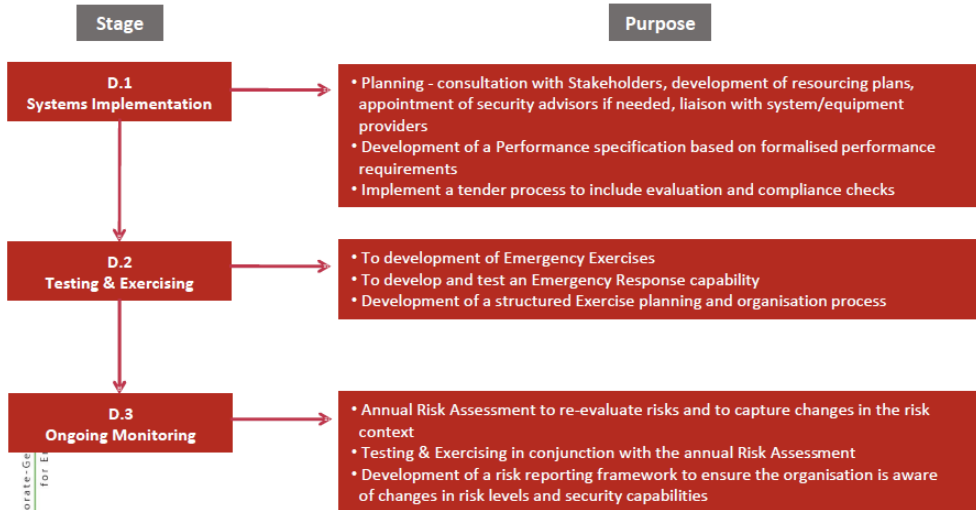 Stage
Purpose
D.1
Systems Implementation
• Planning - consultation with Stakeholders, development of resourcing plans,
appointment of security advisors if needed, liaison with system/equipment
providers
• Development of a Performance specification based on formalised performance
requirements
• Implement a tender process to include evaluation and compliance checks
D.2
Testing & Exercising
• To development of Emergency Exercises
• To develop and test an Emergency Response capability
• Development of a structured Exercise planning and organisation process
D.3
Ongoing Monitoring
• Annual Risk Assessment to re-evaluate risks and to capture changes in the risk
context
• Testing & Exercising in conjunction with the annual Risk Assessment
• Development of a risk reporting framework to ensure the organisation is aware
of changes in risk levels and security capabilities
for